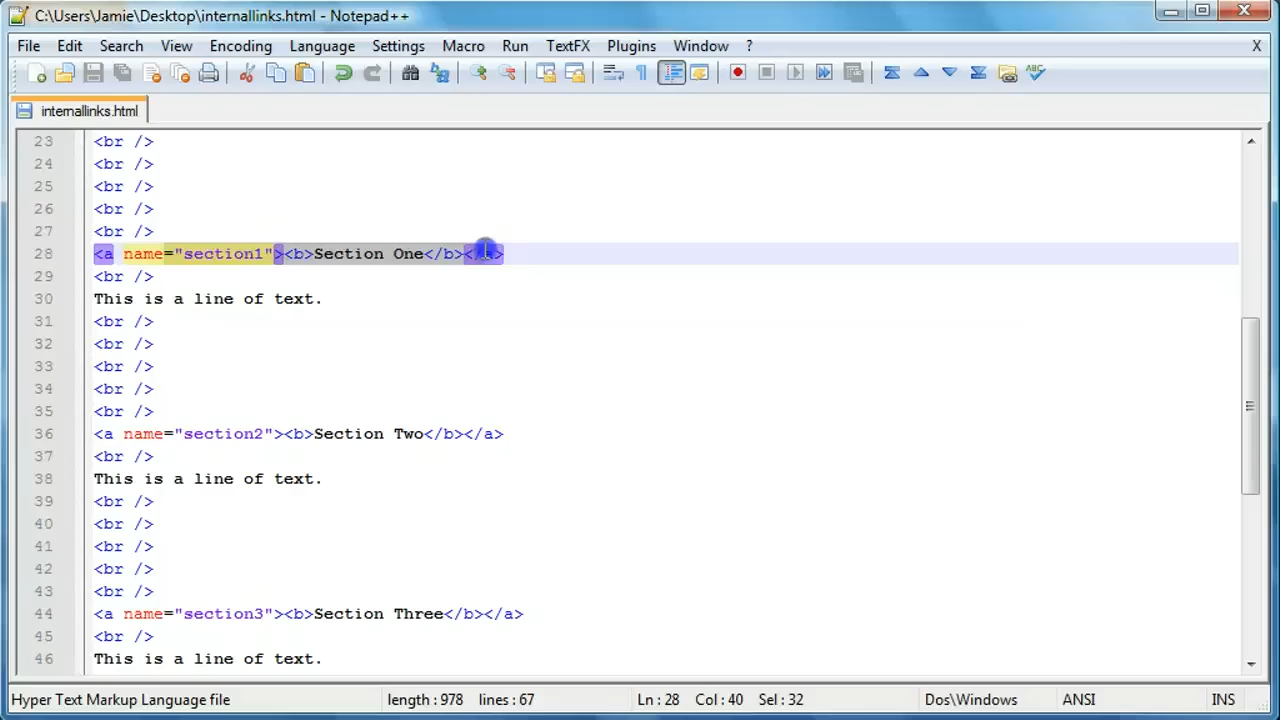 C:\Users\Jamie\Desktop\internallinks.html - Notepad++
File Edit Search View Encoding Language Settings Macro Run TextFX Plugins Window ? X
internallinks.html
23 <br />
24 <br />
25 <br />
26 <br />
27 <br />
28 <a name="section1"><b>Section One</b></a>
29 <br />
30 This is a line of text.
31 <br />
32 <br />
33 <br />
34 <br />
35 <br />
36 <a name="section2"><b>Section Two</b></a>
37 <br />
38 This is a line of text.
39 <br />
40 <br />
41 <br />
42 <br />
43 <br />
44 <a name="section3"><b>Section Three</b></a>
45 <br />
46 This is a line of text.
Hyper Text Markup Language file length : 978 lines : 67 Ln : 28 Col : 40 Sel : 32 Dos\Windows ANSI INS